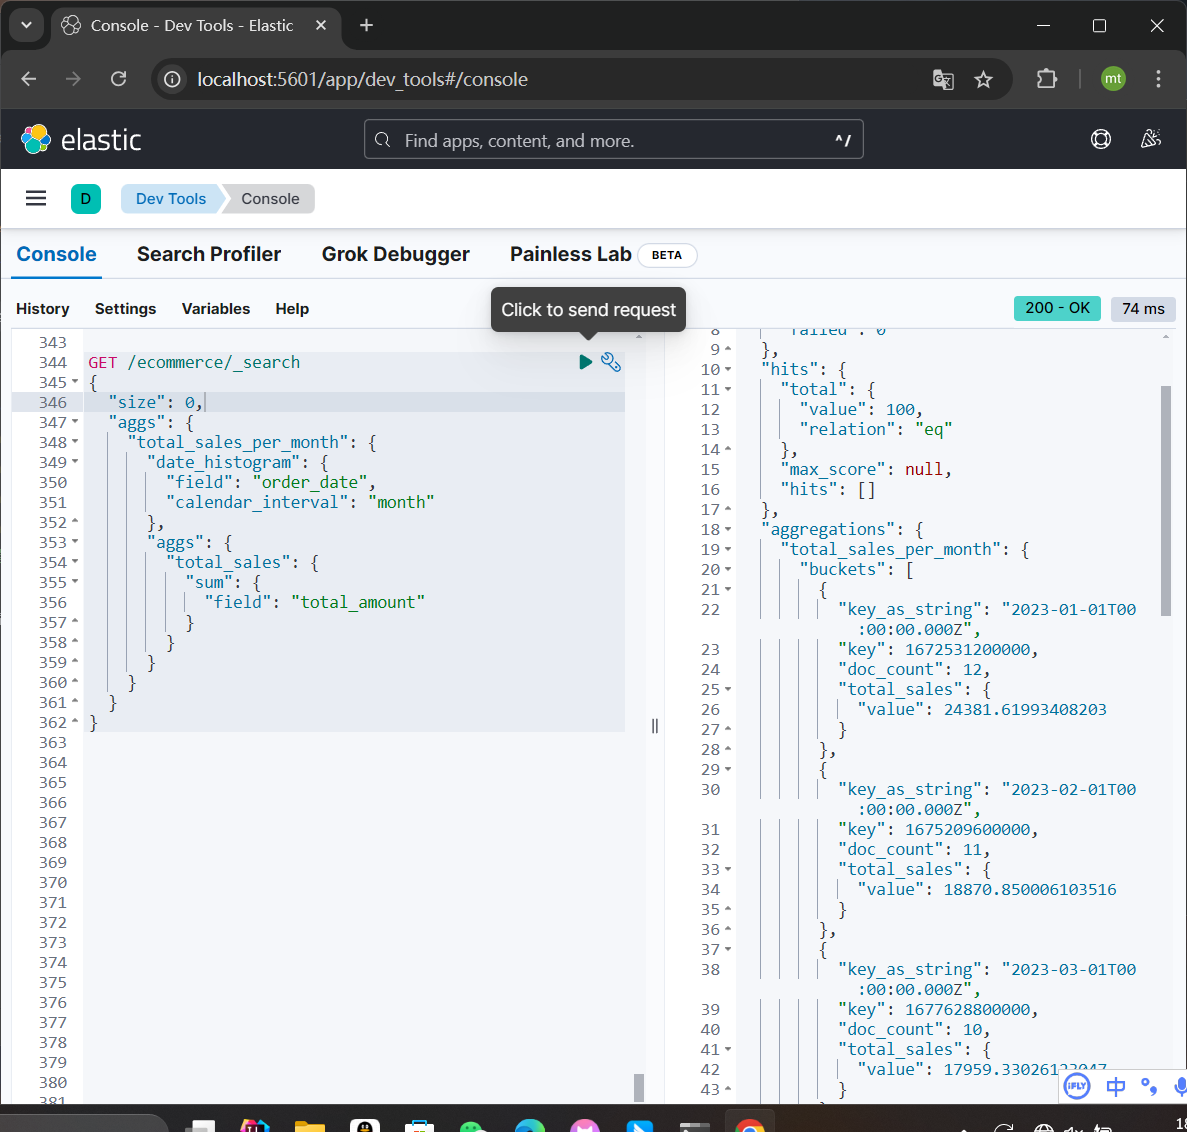 Console - Dev Tools - Elastic
localhost:5601/app/dev_tools#/console
mt
elastic
Find apps, content, and more.
^/
D
Dev Tools
Console
Console
Search Profiler
Grok Debugger
Painless Lab
BETA
History
Settings
Variables
Help
Click to send request
200 - OK
74 ms
343
344 GET /ecommerce/_search
345 {
346 "size": 0,
347 "aggs": {
348 "total_sales_per_month": {
349 "date_histogram": {
350 "field": "order_date",
351 "calendar_interval": "month"
352 },
353 "aggs": {
354 "total_sales": {
355 "sum": {
356 "field": "total_amount"
357 }
358 }
359 }
360 }
361 }
362 }
363
364
365
366
367
368
369
370
371
372
373
374
375
376
377
378
379
380
381
8 "failed": 0
9 },
10 "hits": {
11 "total": {
12 "value": 100,
13 "relation": "eq"
14 },
15 "max_score": null,
16 "hits": []
17 },
18 "aggregations": {
19 "total_sales_per_month": {
20 "buckets": [
21 {
22 "key_as_string": "2023-01-01T00
:00:00.000Z",
23 "key": 1672531200000,
24 "doc_count": 12,
25 "total_sales": {
26 "value": 24381.61993408203
27 }
28 },
29 {
30 "key_as_string": "2023-02-01T00
:00:00.000Z",
31 "key": 1675209600000,
32 "doc_count": 11,
33 "total_sales": {
34 "value": 18870.850006103516
35 }
36 },
37 {
38 "key_as_string": "2023-03-01T00
:00:00.000Z",
39 "key": 1677628800000,
40 "doc_count": 10,
41 "total_sales": {
42 "value":
43 }
iFLY
中